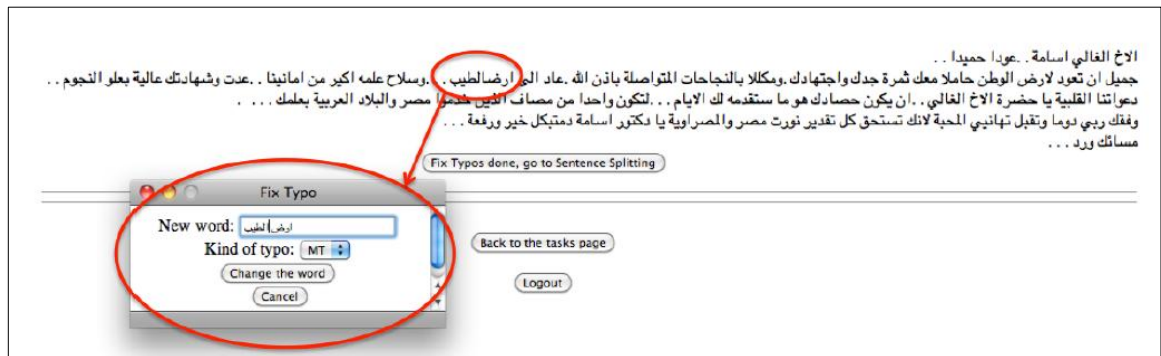 الاخ الغالي اسامة . .عودا حميدا . .
جميل ان تعود لارض الوطن حاملا معك ثمرة جدك واجتهادك .ومكللا بالنجاحات المتواصلة باذن الله .عاد الى ارضالطيب . . .وسلاح علمه اكبر من امانينا . .عدت وشهادتك عالية بعلو النجوم . .
دعواتنا القلبية يا حضرة الاخ الغالي . .ان يكون حصادك هو ما ستقدمه لك الايام . . .لتكون واحدا من مصاف الذين خدموا مصر والبلاد العربية بعلمك . . . .
وفقك ربي دوما وتقبل تهانيي المحبة لانك تستحق كل تقدير نورت مصر والمصراوية يا دكتور اسامة دمتبكل خير ورفعة . . .
مسائك ورد . . .
Fix Typos done, go to Sentence Splitting
Fix Typo
New word: ارض الطيب
Kind of typo: MT
Change the word
Cancel
Back to the tasks page
Logout